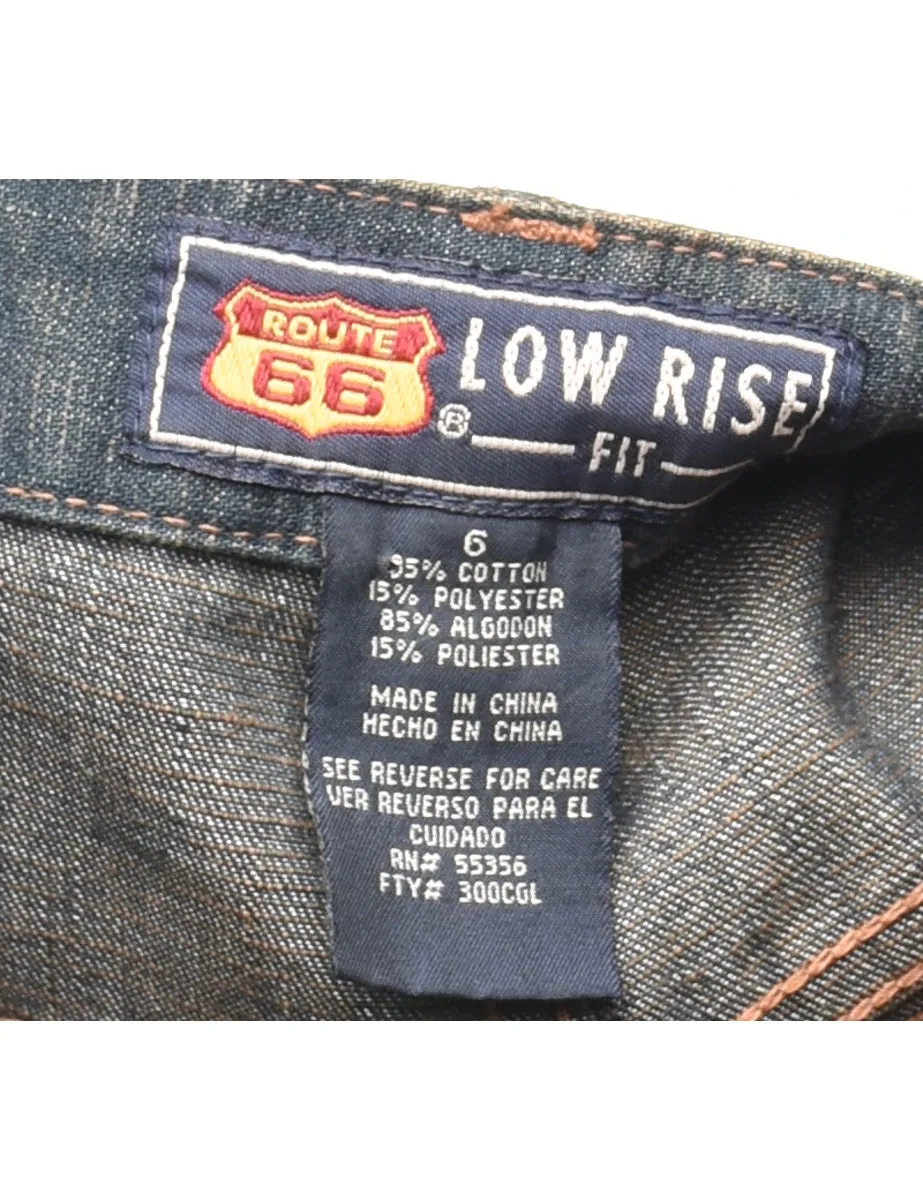 ROUTE
66
®
LOW RISE
FIT
6
85% COTTON
15% POLYESTER
85% ALGODON
15% POLIESTER
MADE IN CHINA
HECHO EN CHINA
SEE REVERSE FOR CARE
VER REVERSO PARA EL
CUIDADO
RN# 55356
FTY# 300CGL